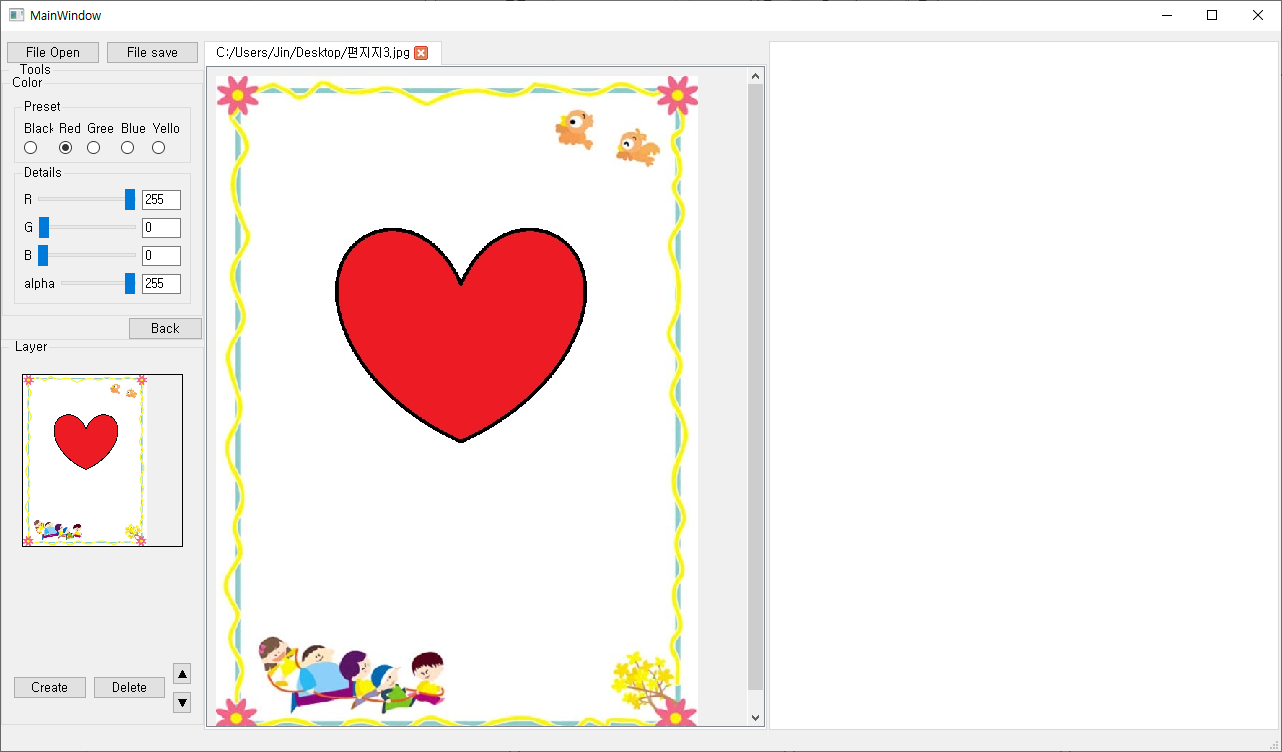 MainWindow
File Open
File save
C:/Users/Jin/Desktop/편지지3.jpg
Tools
Color
Preset
Black Red Gree Blue Yello
Details
R 255
G 0
B 0
alpha 255
Back
Layer
Create
Delete